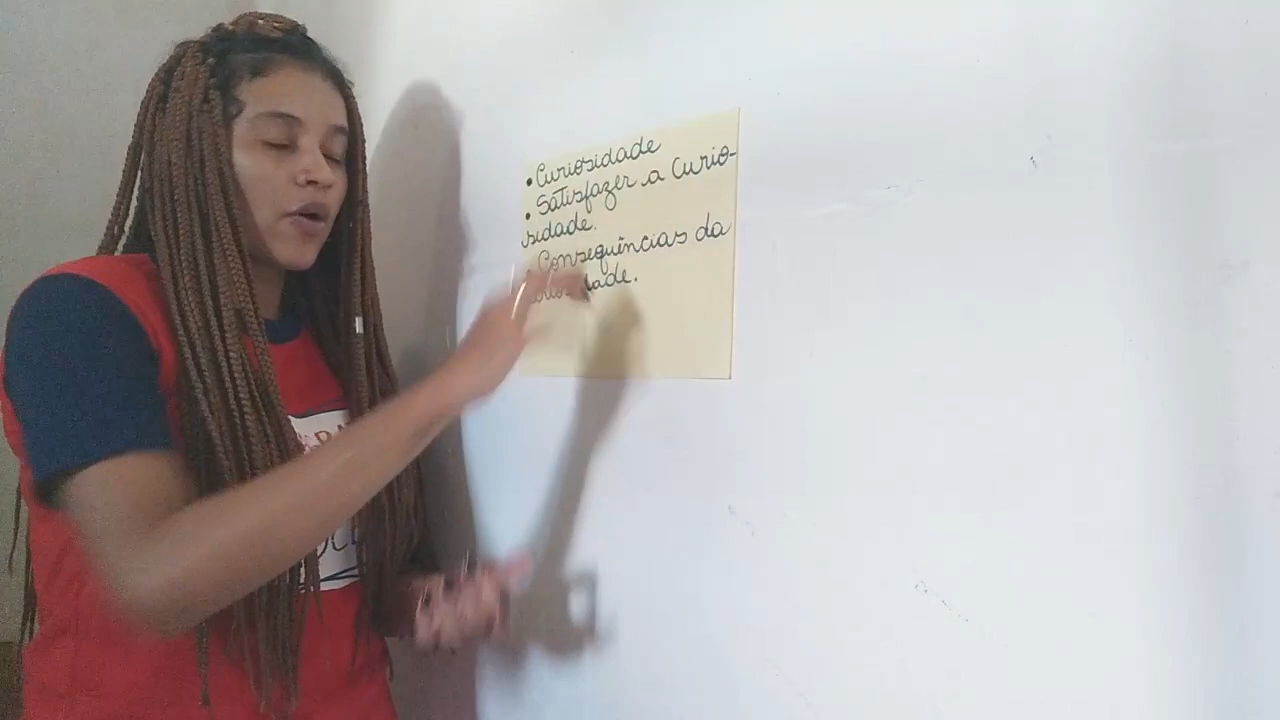 • Curiosidade
• Satisfazer a Curio-
sidade.
• Consequências da